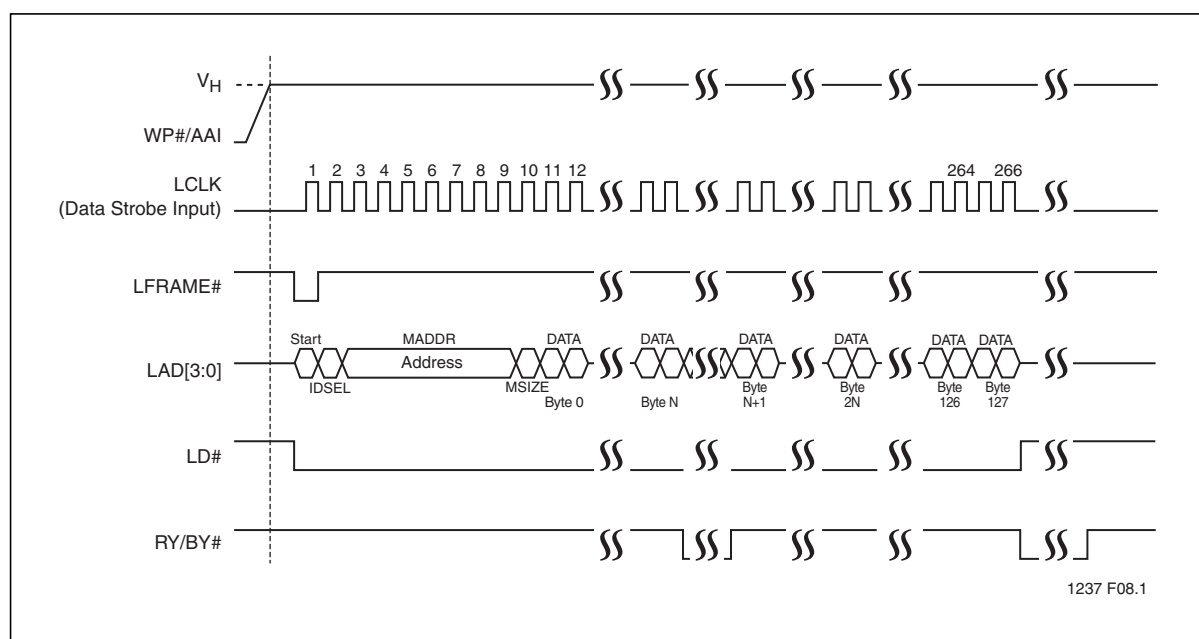 VH
WP#/AAI
1 2 3 4 5 6 7 8 9 10 11 12 264 266
LCLK
(Data Strobe Input)
LFRAME#
Start MADDR DATA DATA DATA DATA DATA DATA
LAD[3:0] Address
IDSEL MSIZE Byte 0 Byte N Byte N+1 Byte 2N Byte 126 Byte 127
LD#
RY/BY#
1237 F08.1